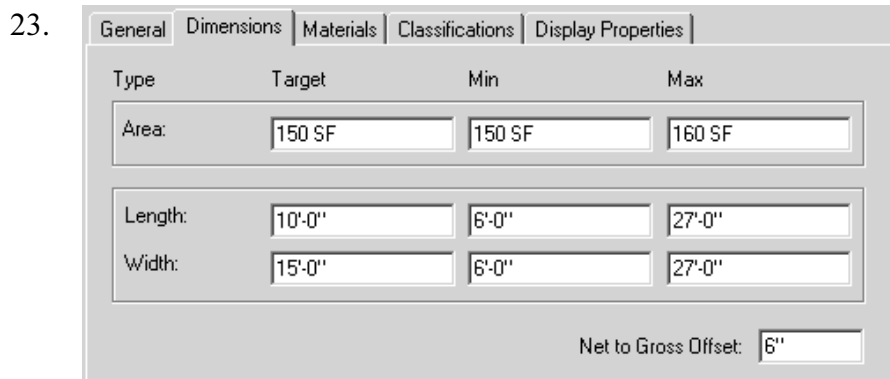 23.
General Dimensions Materials Classifications Display Properties
Type Target Min Max
Area: 150 SF 150 SF 160 SF
Length: 10'-0" 6'-0" 27'-0"
Width: 15'-0" 6'-0" 27'-0"
Net to Gross Offset: 6"